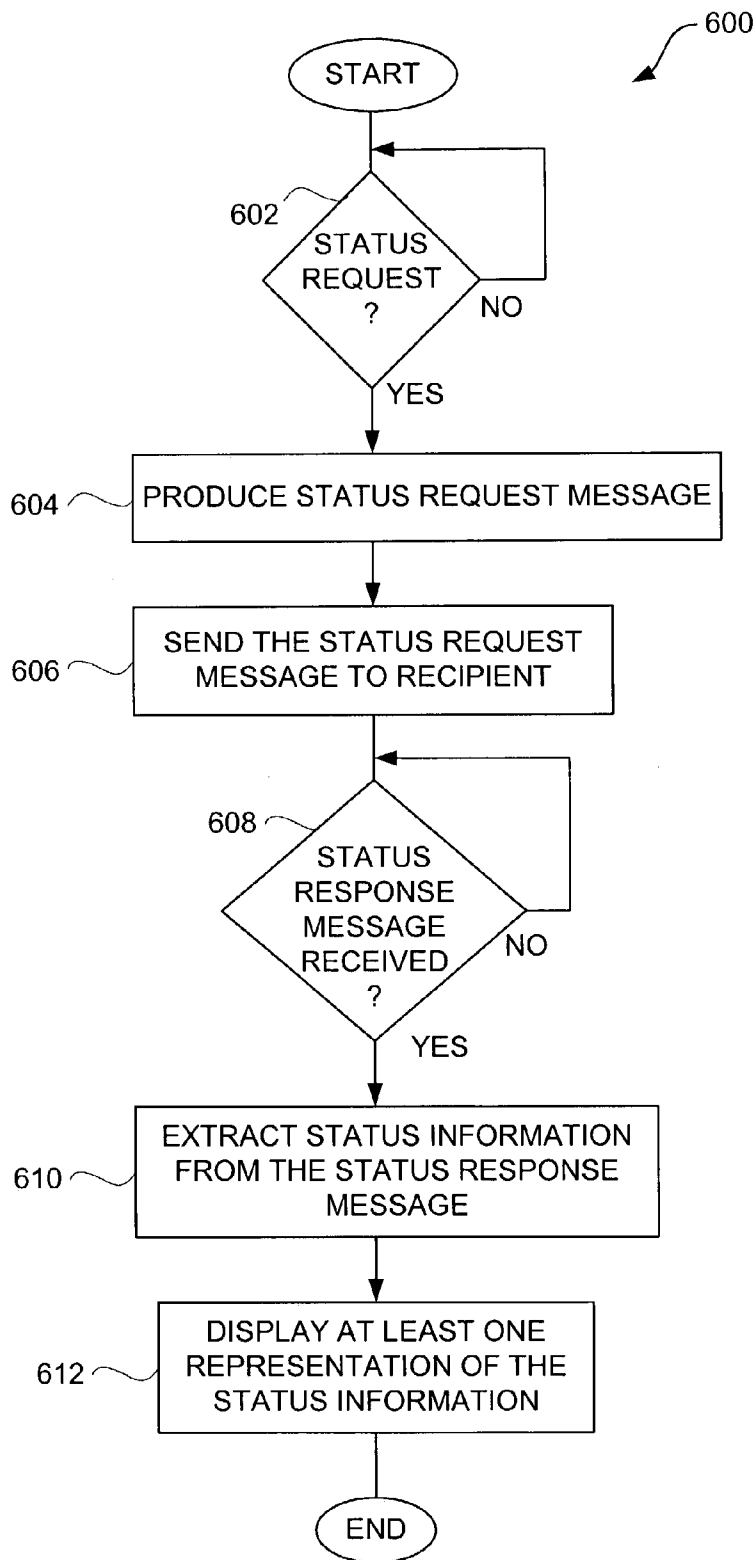 600
START
602
STATUS
REQUEST
?
NO
YES
604
PRODUCE STATUS REQUEST MESSAGE
606
SEND THE STATUS REQUEST
MESSAGE TO RECIPIENT
608
STATUS
RESPONSE
MESSAGE
RECEIVED
?
NO
YES
610
EXTRACT STATUS INFORMATION
FROM THE STATUS RESPONSE
MESSAGE
612
DISPLAY AT LEAST ONE
REPRESENTATION OF THE
STATUS INFORMATION
END